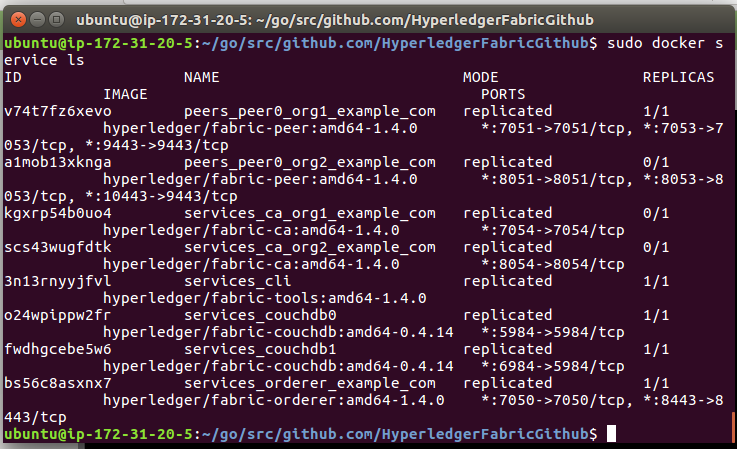 ubuntu@ip-172-31-20-5: ~/go/src/github.com/HyperledgerFabricGithub
ubuntu@ip-172-31-20-5:~/go/src/github.com/HyperledgerFabricGithub$ sudo docker s
ervice ls
ID NAME MODE REPLICAS
IMAGE PORTS
v74t7fz6xevo peers_peer0_org1_example_com replicated 1/1
hyperledger/fabric-peer:amd64-1.4.0 *:7051->7051/tcp, *:7053->7
053/tcp, *:9443->9443/tcp
a1mob13xknga peers_peer0_org2_example_com replicated 0/1
hyperledger/fabric-peer:amd64-1.4.0 *:8051->8051/tcp, *:8053->8
053/tcp, *:10443->9443/tcp
kgxrp54b0uo4 services_ca_org1_example_com replicated 0/1
hyperledger/fabric-ca:amd64-1.4.0 *:7054->7054/tcp
scs43wugfdtk services_ca_org2_example_com replicated 0/1
hyperledger/fabric-ca:amd64-1.4.0 *:8054->8054/tcp
3n13rnyyjfvl services_cli replicated 1/1
hyperledger/fabric-tools:amd64-1.4.0
o24wpippw2fr services_couchdb0 replicated 1/1
hyperledger/fabric-couchdb:amd64-0.4.14 *:5984->5984/tcp
fwdhgcebe5w6 services_couchdb1 replicated 1/1
hyperledger/fabric-couchdb:amd64-0.4.14 *:6984->5984/tcp
bs56c8asxnx7 services_orderer_example_com replicated 1/1
hyperledger/fabric-orderer:amd64-1.4.0 *:7050->7050/tcp, *:8443->8
443/tcp
ubuntu@ip-172-31-20-5:~/go/src/github.com/HyperledgerFabricGithub$